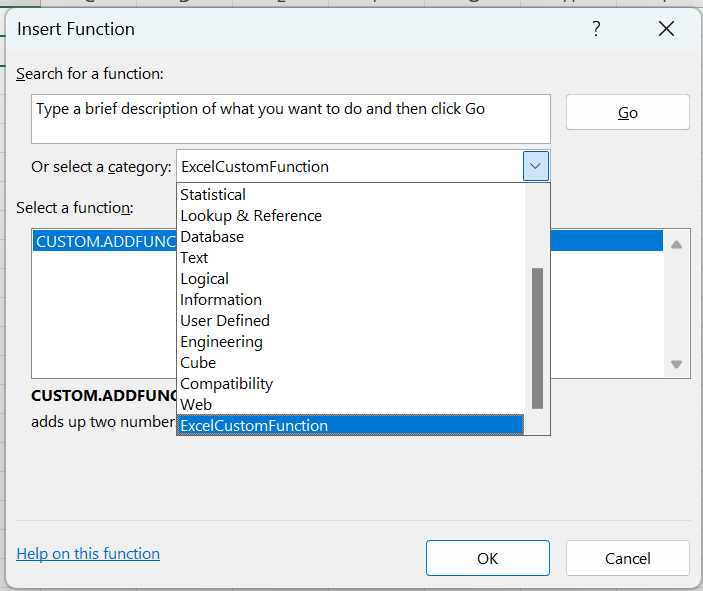 Insert Function
?
Search for a function:
Type a brief description of what you want to do and then click Go
Go
Or select a category:
ExcelCustomFunction
Statistical
Lookup & Reference
Database
Text
Logical
Information
User Defined
Engineering
Cube
Compatibility
Web
ExcelCustomFunction
Select a function:
CUSTOM.ADDFUNC
CUSTOM.ADDFUNC
adds up two number
Help on this function
OK
Cancel